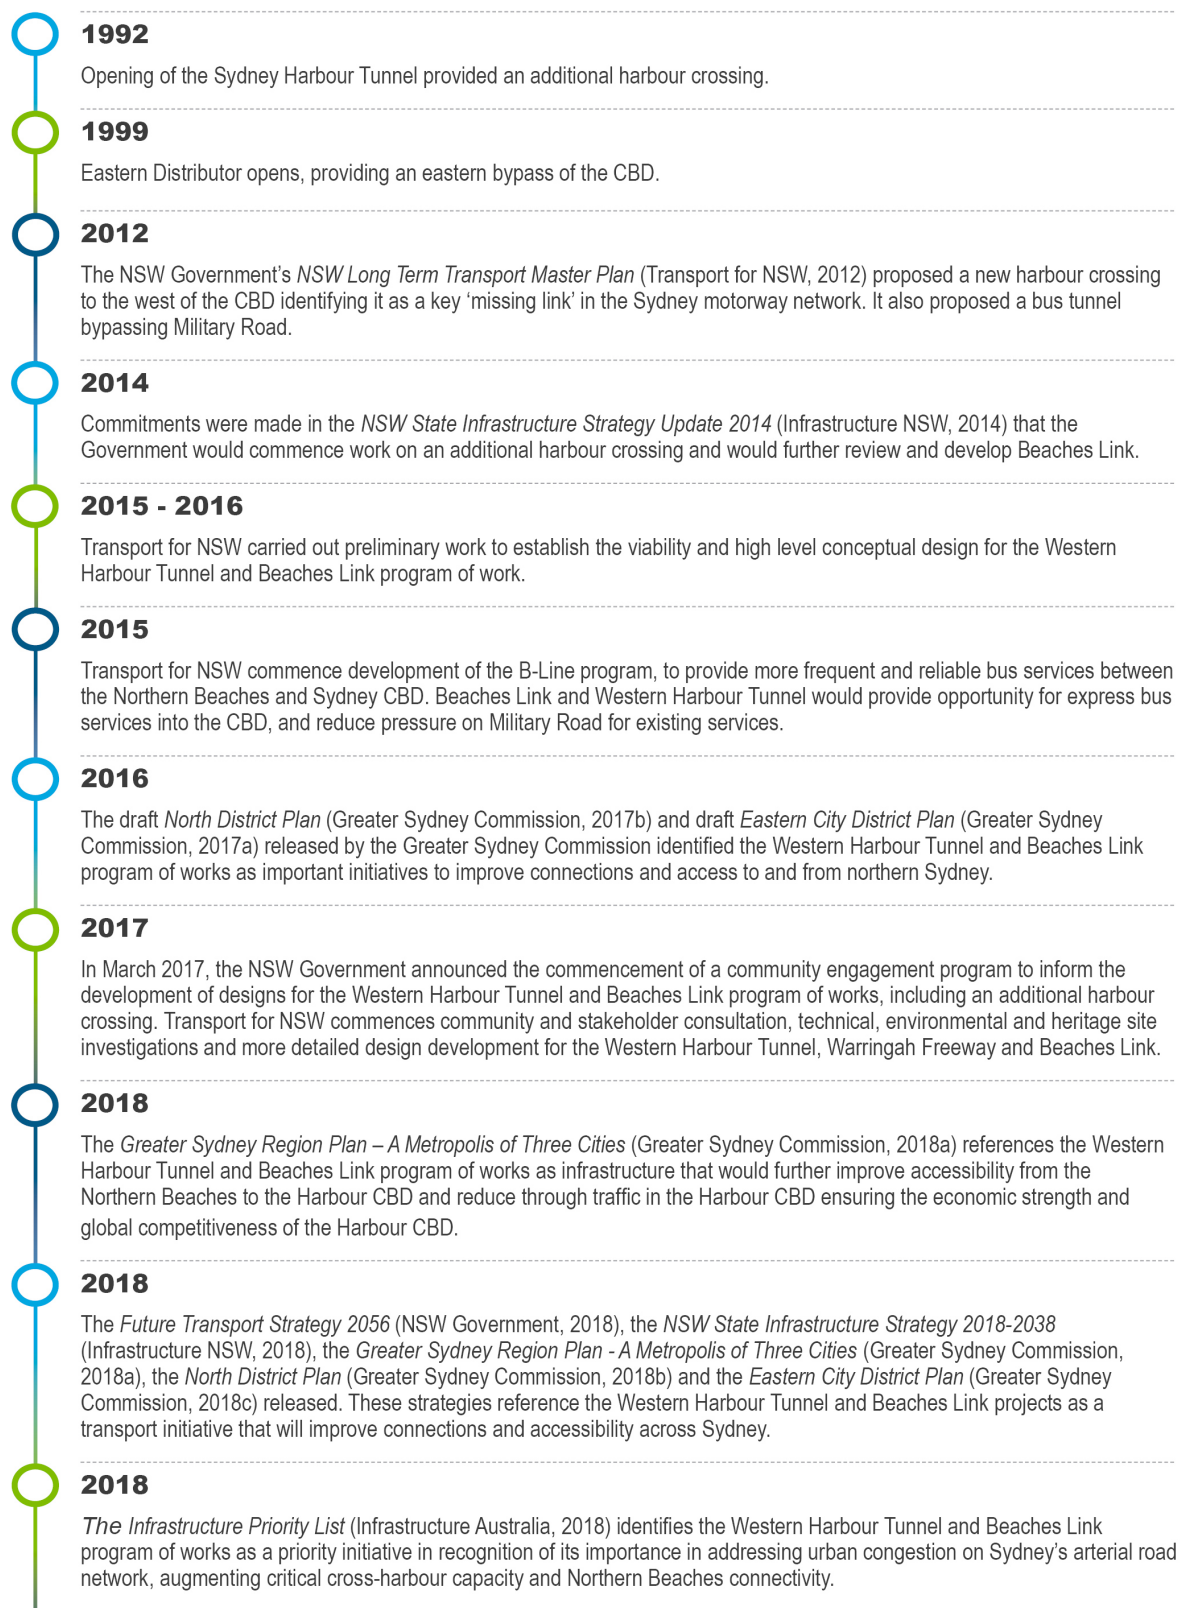 1992
Opening of the Sydney Harbour Tunnel provided an additional harbour crossing.
1999
Eastern Distributor opens, providing an eastern bypass of the CBD.
2012
The NSW Government’s NSW Long Term Transport Master Plan (Transport for NSW, 2012) proposed a new harbour crossing
to the west of the CBD identifying it as a key ‘missing link’ in the Sydney motorway network. It also proposed a bus tunnel
bypassing Military Road.
2014
Commitments were made in the NSW State Infrastructure Strategy Update 2014 (Infrastructure NSW, 2014) that the
Government would commence work on an additional harbour crossing and would further review and develop Beaches Link.
2015 - 2016
Transport for NSW carried out preliminary work to establish the viability and high level conceptual design for the Western
Harbour Tunnel and Beaches Link program of work.
2015
Transport for NSW commence development of the B-Line program, to provide more frequent and reliable bus services between
the Northern Beaches and Sydney CBD. Beaches Link and Western Harbour Tunnel would provide opportunity for express bus
services into the CBD, and reduce pressure on Military Road for existing services.
2016
The draft North District Plan (Greater Sydney Commission, 2017b) and draft Eastern City District Plan (Greater Sydney
Commission, 2017a) released by the Greater Sydney Commission identified the Western Harbour Tunnel and Beaches Link
program of works as important initiatives to improve connections and access to and from northern Sydney.
2017
In March 2017, the NSW Government announced the commencement of a community engagement program to inform the
development of designs for the Western Harbour Tunnel and Beaches Link program of works, including an additional harbour
crossing. Transport for NSW commences community and stakeholder consultation, technical, environmental and heritage site
investigations and more detailed design development for the Western Harbour Tunnel, Warringah Freeway and Beaches Link.
2018
The Greater Sydney Region Plan – A Metropolis of Three Cities (Greater Sydney Commission, 2018a) references the Western
Harbour Tunnel and Beaches Link program of works as infrastructure that would further improve accessibility from the
Northern Beaches to the Harbour CBD and reduce through traffic in the Harbour CBD ensuring the economic strength and
global competitiveness of the Harbour CBD.
2018
The Future Transport Strategy 2056 (NSW Government, 2018), the NSW State Infrastructure Strategy 2018-2038
(Infrastructure NSW, 2018), the Greater Sydney Region Plan - A Metropolis of Three Cities (Greater Sydney Commission,
2018a), the North District Plan (Greater Sydney Commission, 2018b) and the Eastern City District Plan (Greater Sydney
Commission, 2018c) released. These strategies reference the Western Harbour Tunnel and Beaches Link projects as a
transport initiative that will improve connections and accessibility across Sydney.
2018
The Infrastructure Priority List (Infrastructure Australia, 2018) identifies the Western Harbour Tunnel and Beaches Link
program of works as a priority initiative in recognition of its importance in addressing urban congestion on Sydney’s arterial road
network, augmenting critical cross-harbour capacity and Northern Beaches connectivity.